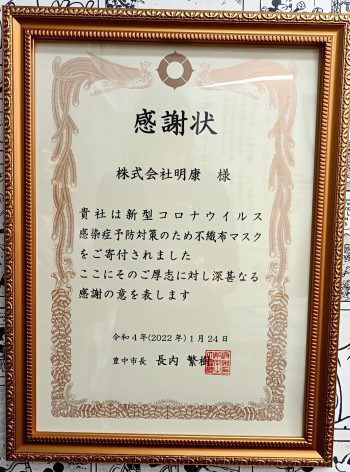 感謝状
株式会社明康 様
貴社は新型コロナウイルス
感染症予防対策のため不織布マスク
をご寄付されました
ここにそのご厚志に対し深甚なる
感謝の意を表します
令和4年(2022年)1月24日
豊中市長 長内 繁樹